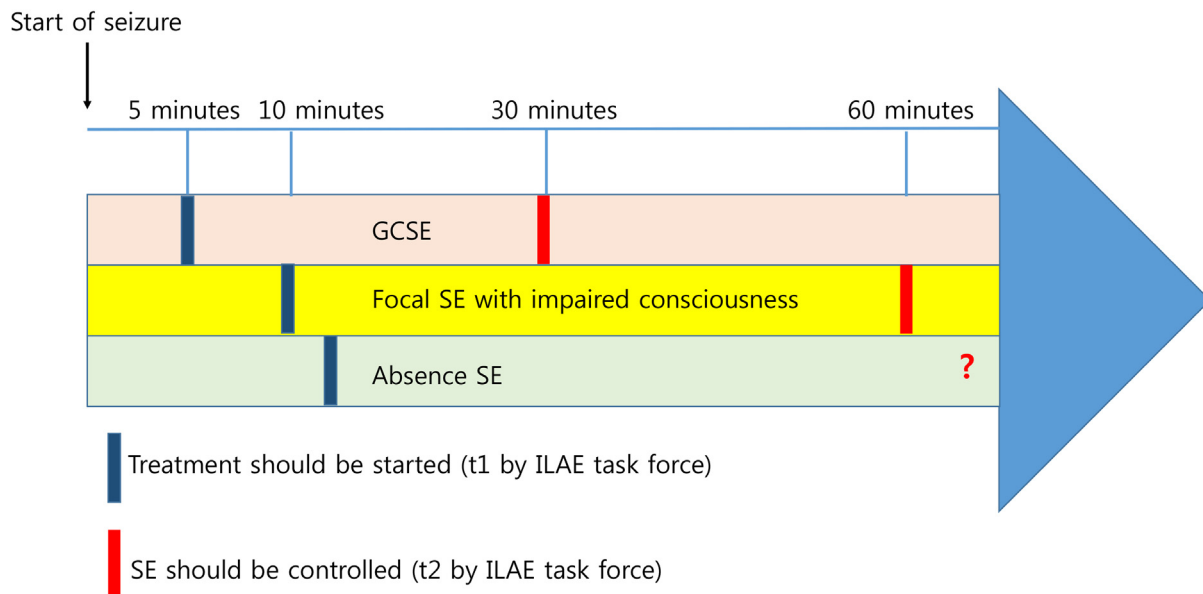 Start of seizure
5 minutes
10 minutes
30 minutes
60 minutes
GCSE
Focal SE with impaired consciousness
Absence SE
?
Treatment should be started (t1 by ILAE task force)
SE should be controlled (t2 by ILAE task force)